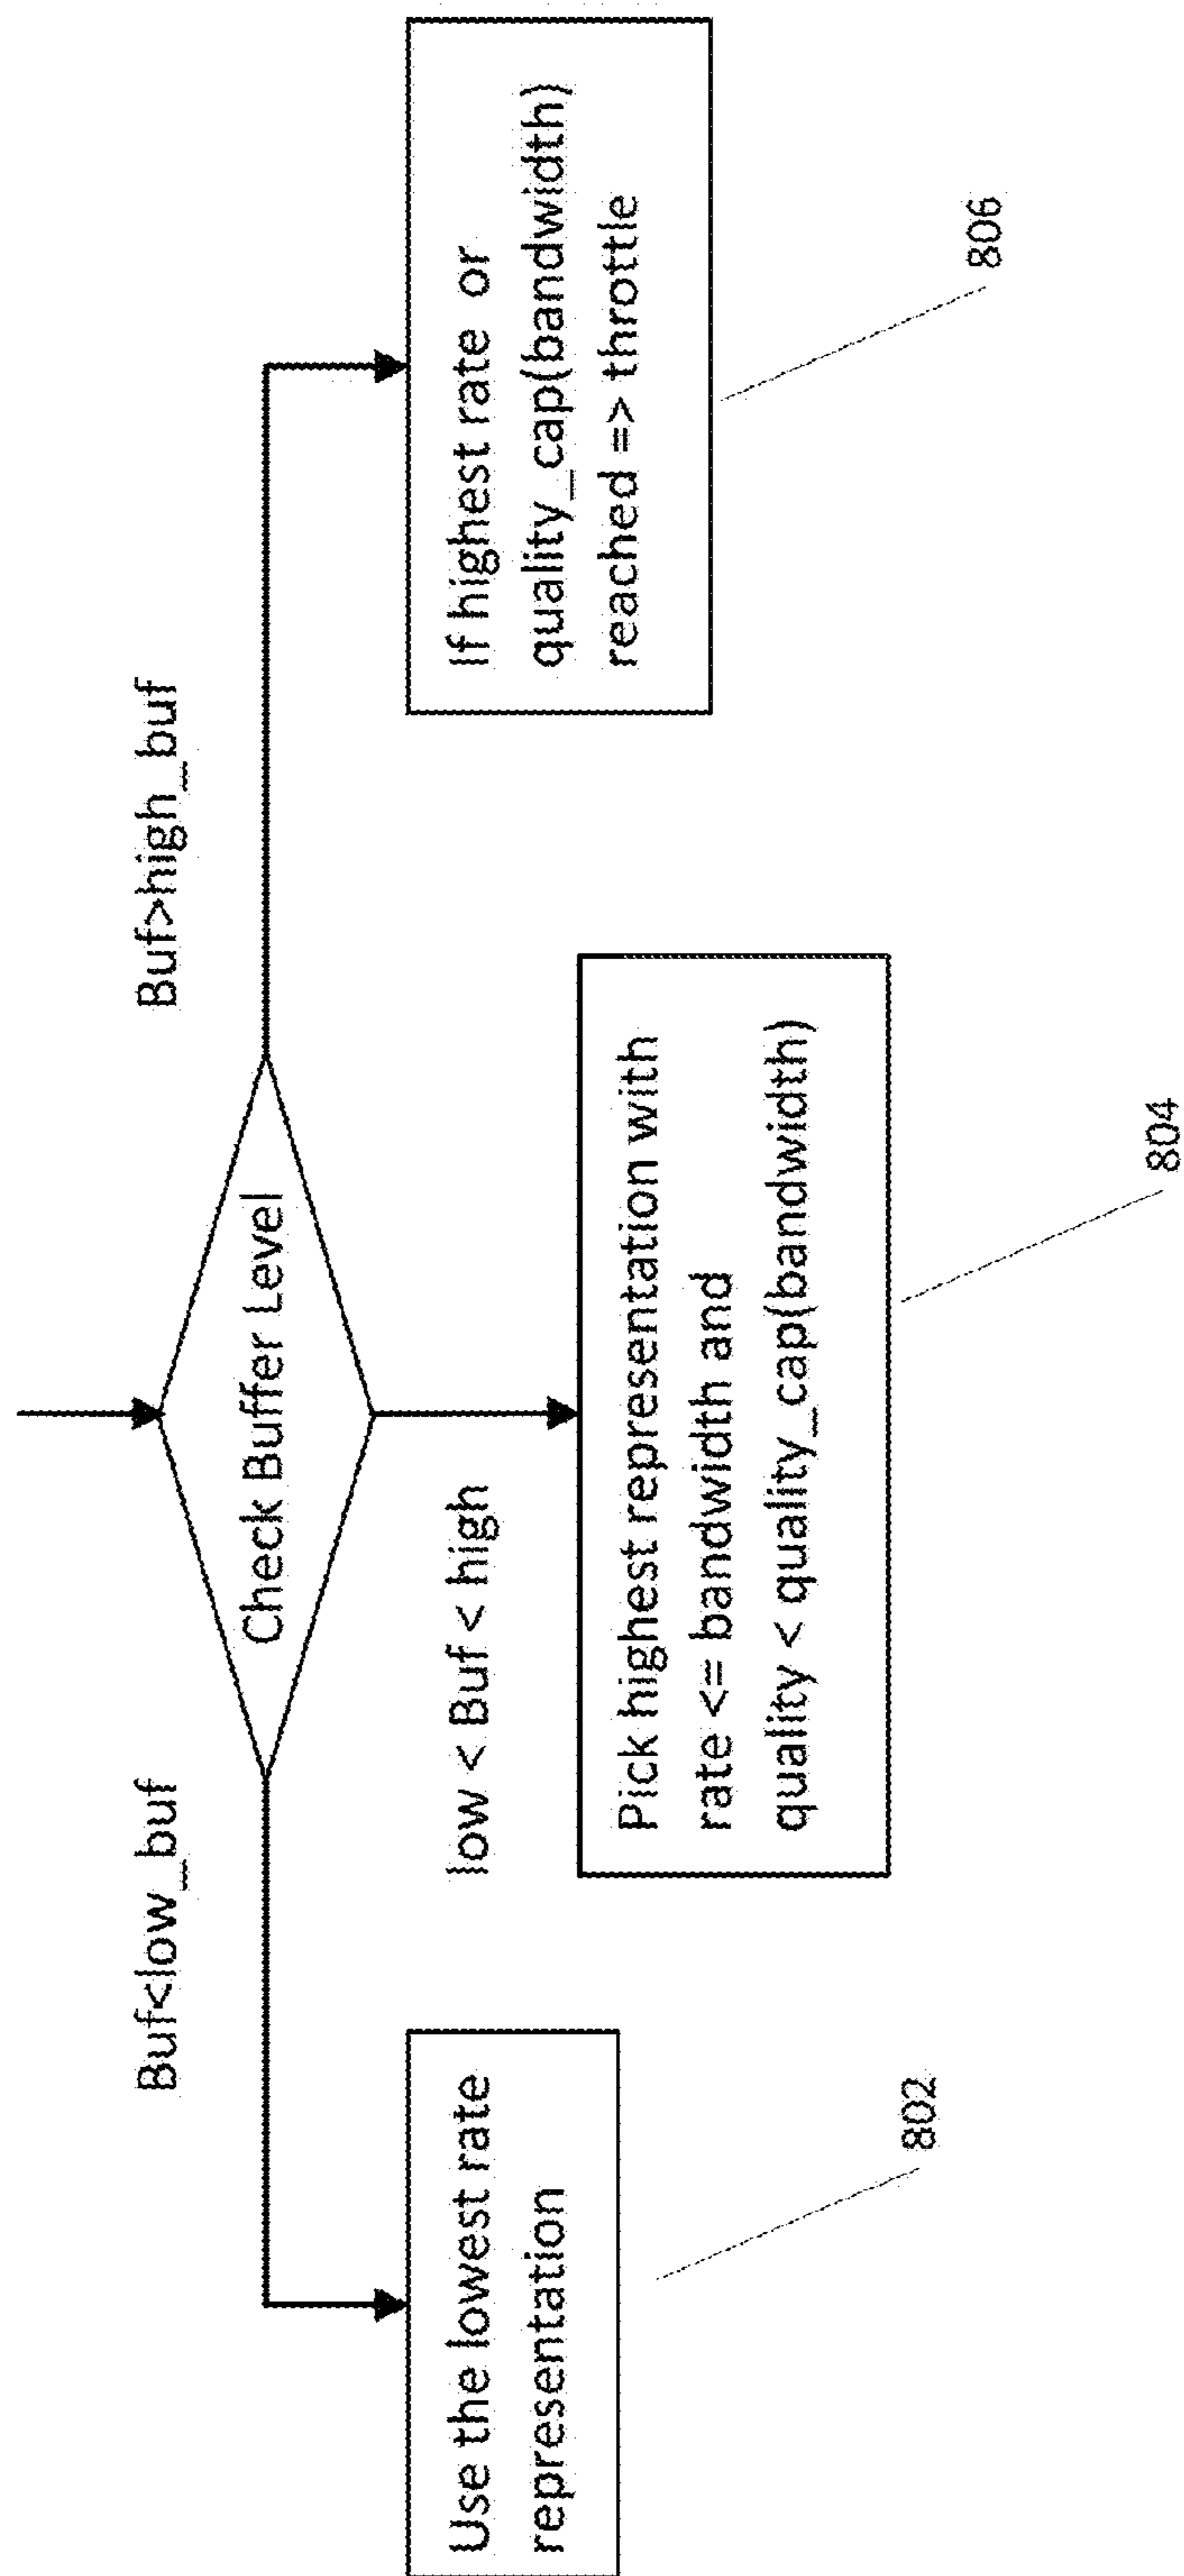 Check Buffer Level
Buf<low_buf
low < Buf < high
Buf>high_buf
Use the lowest rate
representation
802
Pick highest representation with
rate <= bandwidth and
quality < quality_cap(bandwidth)
804
If highest rate or
quality_cap(bandwidth)
reached => throttle
806